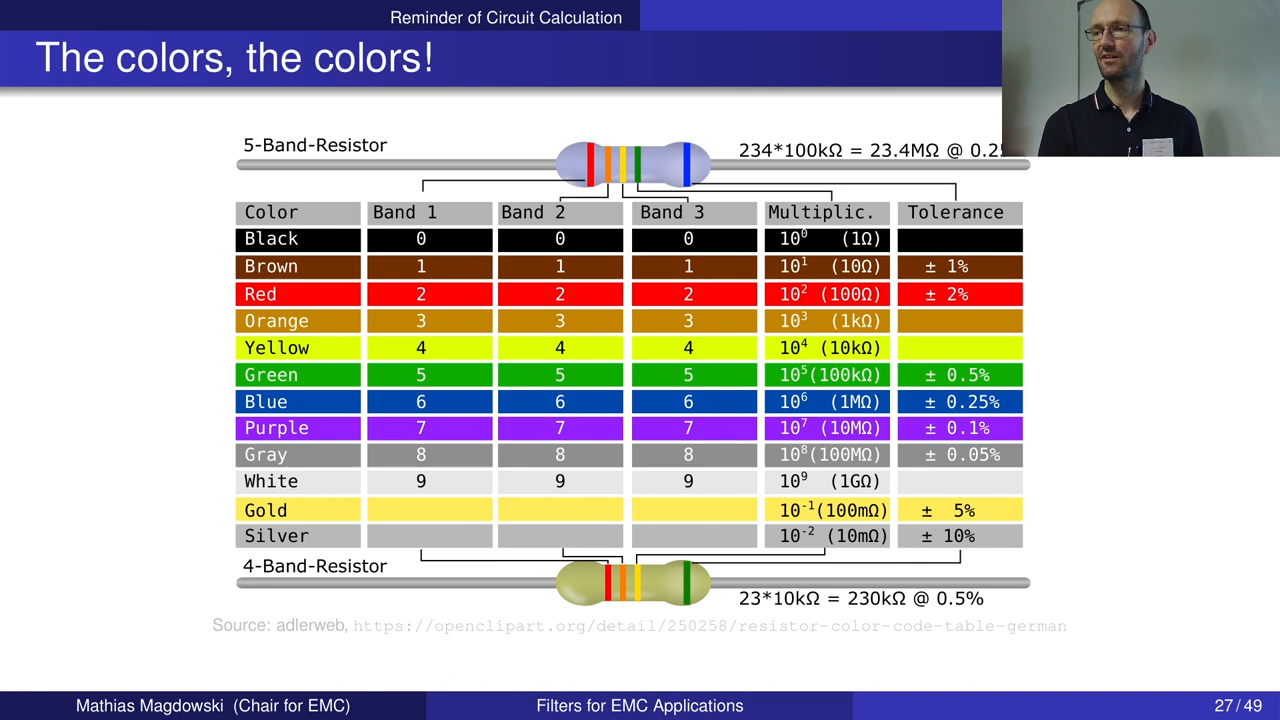 Reminder of Circuit Calculation
The colors, the colors!
5-Band-Resistor
234*100kΩ = 23.4MΩ @ 0.2
Color Band 1 Band 2 Band 3 Multiplic. Tolerance
Black 0 0 0 10⁰ (1Ω)
Brown 1 1 1 10¹ (10Ω) ± 1%
Red 2 2 2 10² (100Ω) ± 2%
Orange 3 3 3 10³ (1kΩ)
Yellow 4 4 4 10⁴ (10kΩ)
Green 5 5 5 10⁵(100kΩ) ± 0.5%
Blue 6 6 6 10⁶ (1MΩ) ± 0.25%
Purple 7 7 7 10⁷ (10MΩ) ± 0.1%
Gray 8 8 8 10⁸(100MΩ) ± 0.05%
White 9 9 9 10⁹ (1GΩ)
Gold 10⁻¹(100mΩ) ± 5%
Silver 10⁻² (10mΩ) ± 10%
4-Band-Resistor
23*10kΩ = 230kΩ @ 0.5%
Source: adlerweb, https://openclipart.org/detail/250258/resistor-color-code-table-german
Mathias Magdowski (Chair for EMC) Filters for EMC Applications 27/49